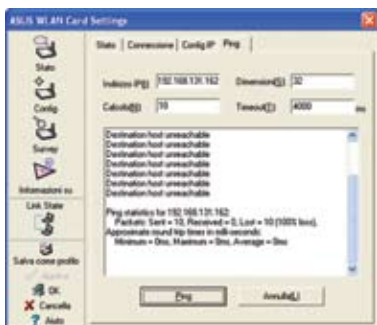 ASUS WLAN Card Settings
Stato
Config
Survey
Informazioni su
Link State
Salva come profilo
Applica
OK
Cancella
Aiuto
Stato Connessione Config IP Ping
Indirizzo IP(I) 192.168.131.162 Dimensioni(S) 32
Calcolo(N) 10 Timeout(T) 4000 ms
Destination host unreachable
Destination host unreachable
Destination host unreachable
Destination host unreachable
Destination host unreachable
Destination host unreachable
Ping statistics for 192.168.131.162:
Packets: Sent = 10, Received = 0, Lost = 10 (100% loss),
Approximate round trip times in milli-seconds:
Minimum = 0ms, Maximum = 0ms, Average = 0ms
Ping Annulla(L)